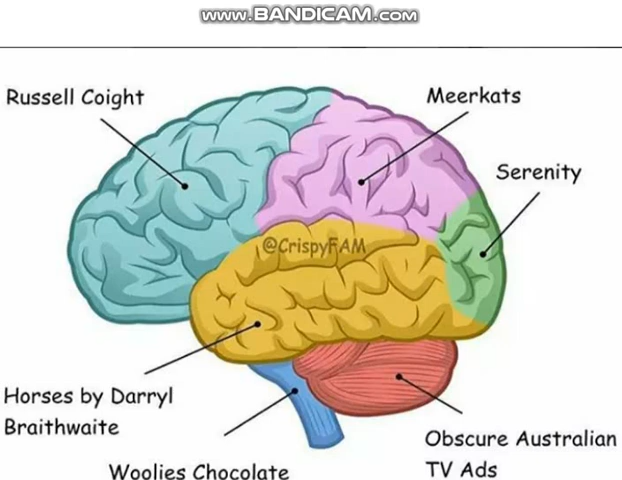 www.BANDICAM.com
Russell Coight
Meerkats
Serenity
@CrispyFAM
Horses by Darryl
Braithwaite
Obscure Australian
TV Ads
Woolies Chocolate